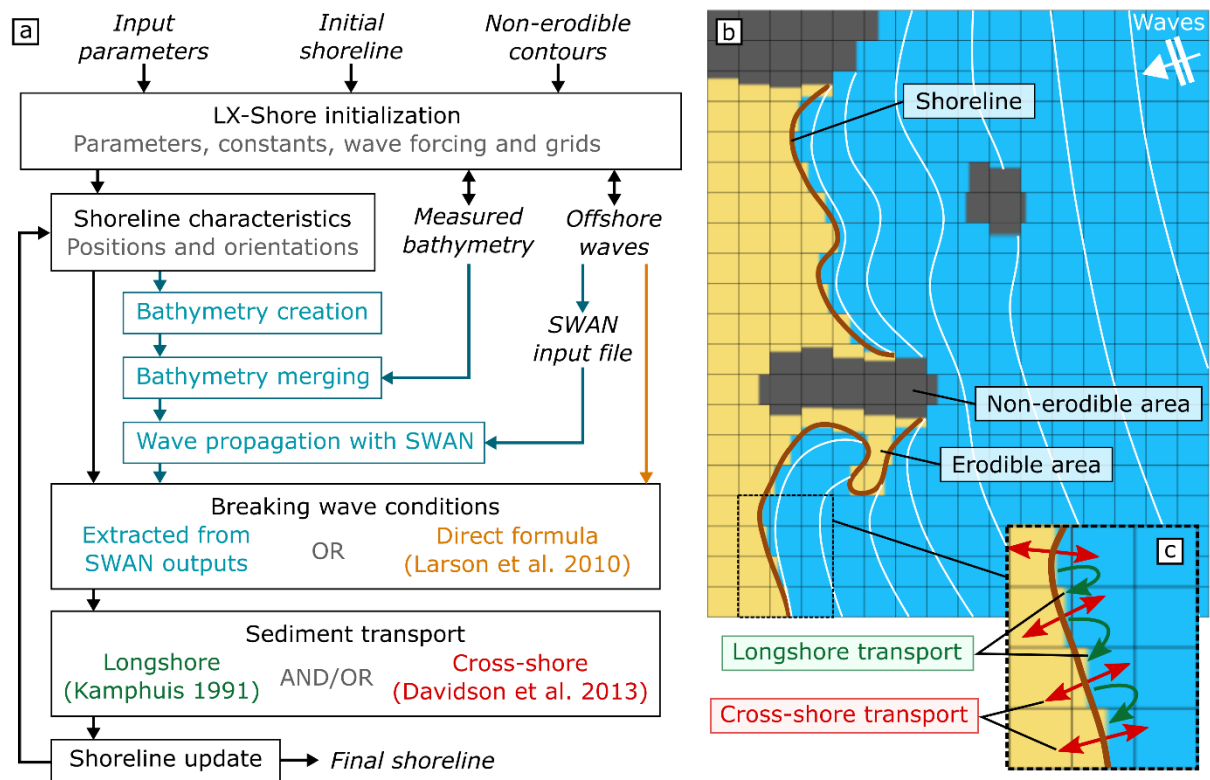 a
Input
parameters
Initial
shoreline
Non-erodible
contours
LX-Shore initialization
Parameters, constants, wave forcing and grids
Shoreline characteristics
Positions and orientations
Measured
bathymetry
Offshore
waves
Bathymetry creation
SWAN
input file
Bathymetry merging
Wave propagation with SWAN
Breaking wave conditions
Extracted from
SWAN outputs
OR
Direct formula
(Larson et al. 2010)
Sediment transport
Longshore
(Kamphuis 1991)
AND/OR
Cross-shore
(Davidson et al. 2013)
Shoreline update
Final shoreline
b
Waves
Shoreline
Non-erodible area
Erodible area
c
Longshore transport
Cross-shore transport